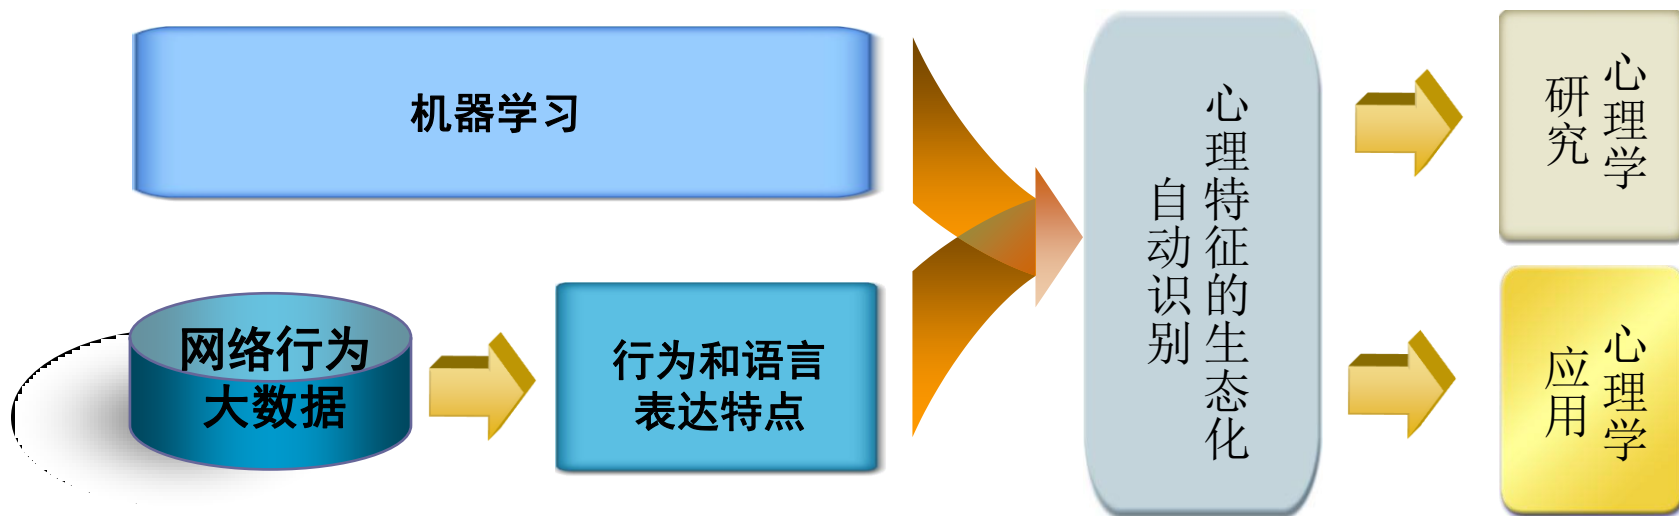 机器学习
网络行为
大数据
行为和语言
表达特点
心理特征的生态化
自动识别
心理学
研究
心理学
应用